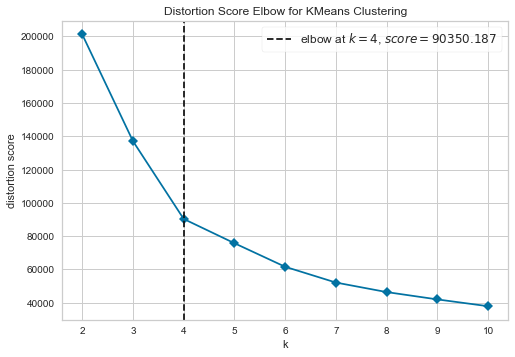 Distortion Score Elbow for KMeans Clustering
elbow at k = 4, score = 90350.187
200000
180000
160000
140000
120000
100000
80000
60000
40000
distortion score
2 3 4 5 6 7 8 9 10
k